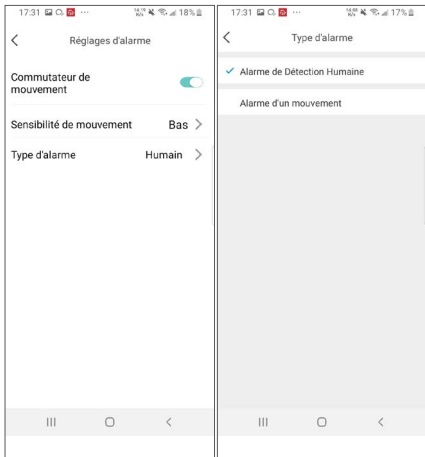 17:31 18%
Réglages d'alarme
Commutateur de
mouvement
Sensibilité de mouvement Bas
Type d'alarme Humain
17:31 17%
Type d'alarme
Alarme de Détection Humaine
Alarme d'un mouvement